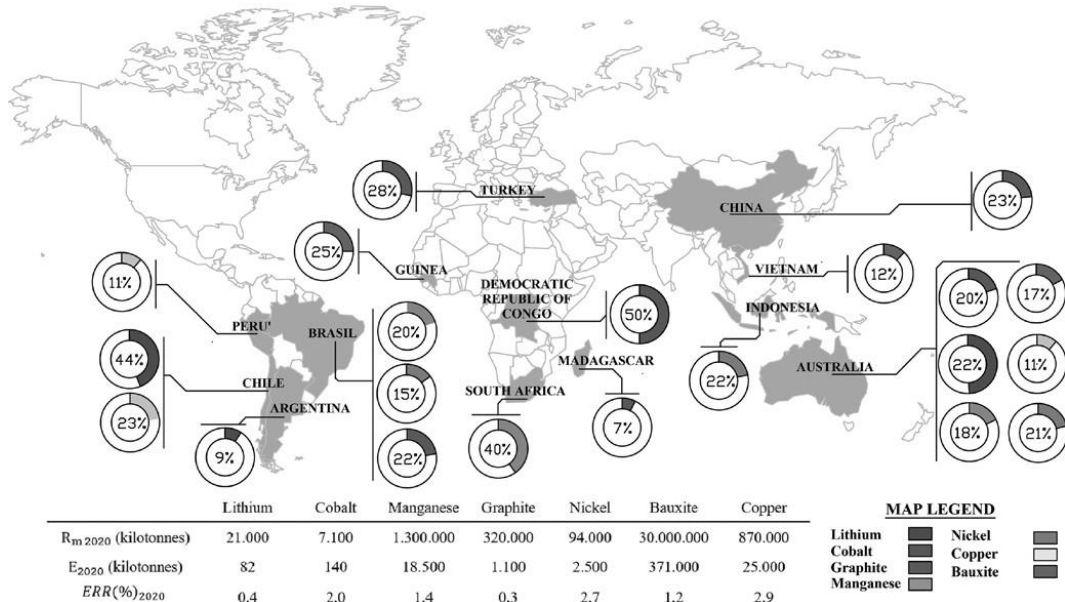 28%
TURKEY
CHINA
23%
25%
GUINEA
11%
PERU'
BRASIL
DEMOCRATIC
REPUBLIC OF
CONGO
50%
VIETNAM
12%
INDONESIA
22%
20%
17%
AUSTRALIA
22%
11%
18%
21%
44%
CHILE
23%
ARGENTINA
9%
20%
15%
22%
SOUTH AFRICA
40%
MADAGASCAR
7%
Lithium Cobalt Manganese Graphite Nickel Bauxite Copper
Rm 2020 (kilotonnes) 21.000 7.100 1.300.000 320.000 94.000 30.000.000 870.000
E2020 (kilotonnes) 82 140 18.500 1.100 2.500 371.000 25.000
ERR(%)2020 0.4 2.0 1.4 0.3 2.7 1.2 2.9
MAP LEGEND
Lithium Nickel
Cobalt Copper
Graphite Bauxite
Manganese